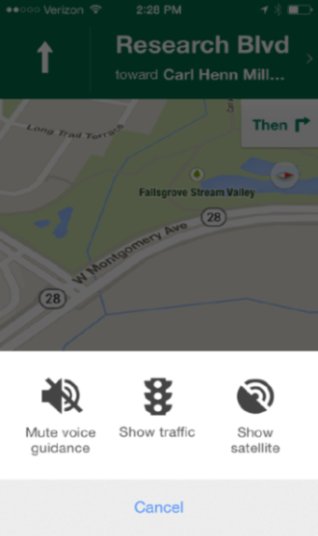 Verizon 2:28 PM
Research Blvd
toward Carl Henn Mill...
Then
Long Trail Terrace
Fallsgrove Stream Valley
28
W Montgomery Ave
28
Mute voice guidance
Show traffic
Show satellite
Cancel